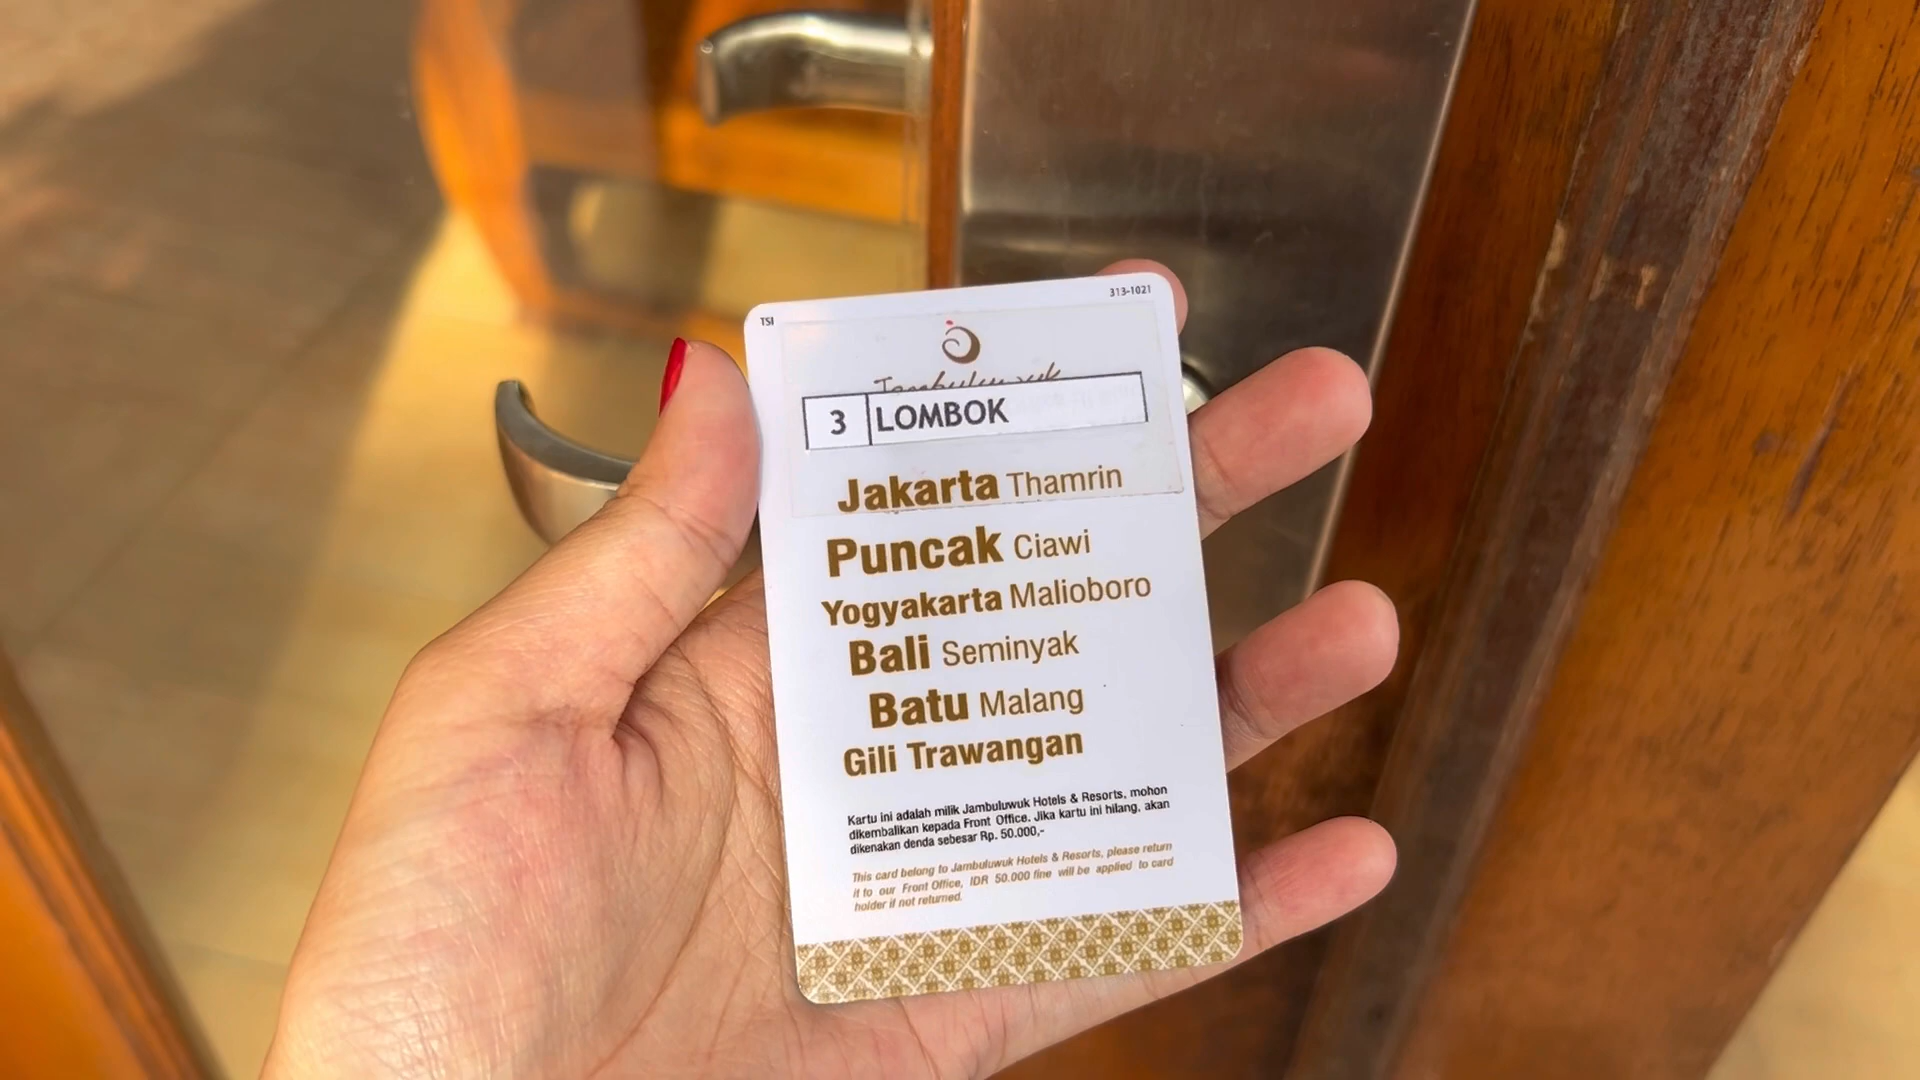 TSI
313-1021
Jambuluwuk
3 LOMBOK
Jakarta Thamrin
Puncak Ciawi
Yogyakarta Malioboro
Bali Seminyak
Batu Malang
Gili Trawangan
Kartu ini adalah milik Jambuluwuk Hotels & Resorts, mohon
dikembalikan kepada Front Office. Jika kartu ini hilang, akan
dikenakan denda sebesar Rp. 50.000,-
This card belong to Jambuluwuk Hotels & Resorts, please return
it to our Front Office, IDR 50.000 fine will be applied to card
holder if not returned.